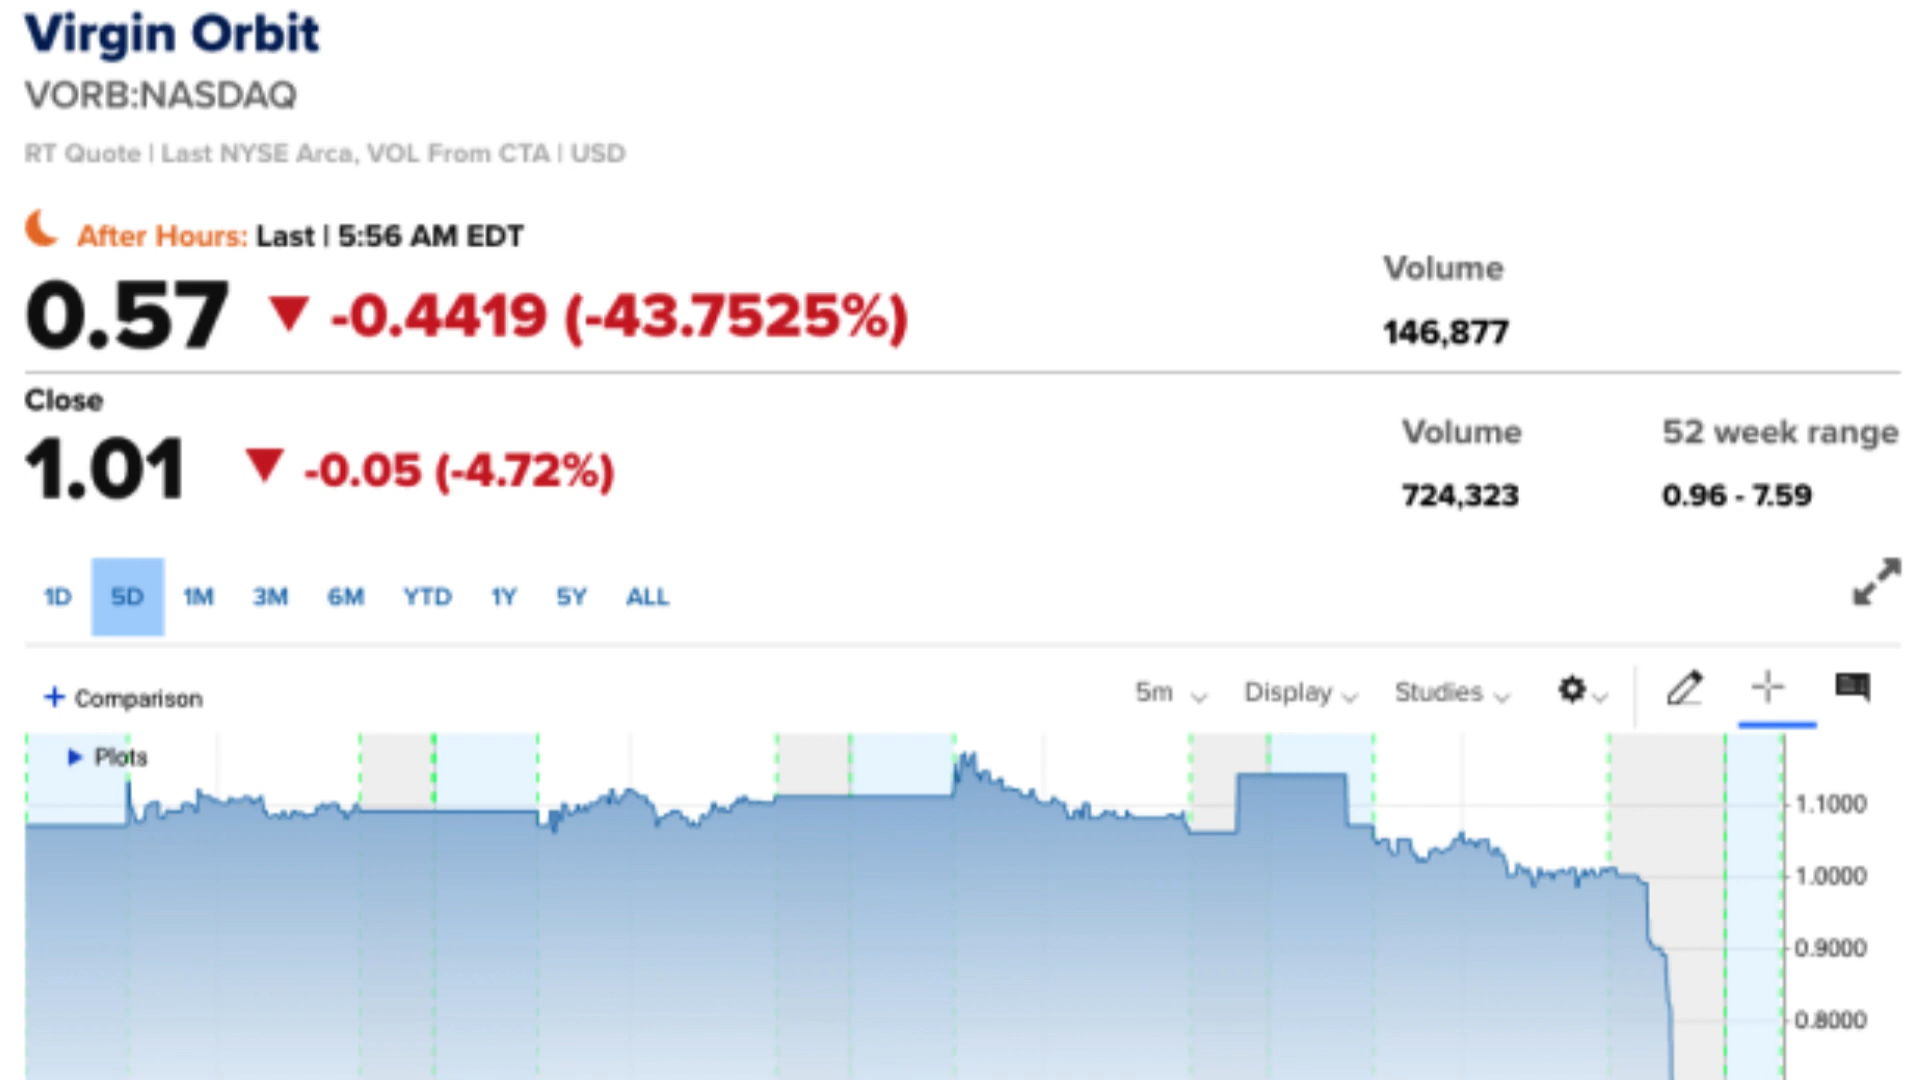 Virgin Orbit
VORB:NASDAQ
RT Quote | Last NYSE Arca, VOL From CTA | USD
After Hours: Last | 5:56 AM EDT
0.57 ▼ -0.4419 (-43.7525%)
Volume
146,877
Close
1.01 ▼ -0.05 (-4.72%)
Volume
724,323
52 week range
0.96 - 7.59
1D 5D 1M 3M 6M YTD 1Y 5Y ALL
+ Comparison
5m Display Studies
Plots
1.1000
1.0000
0.9000
0.8000